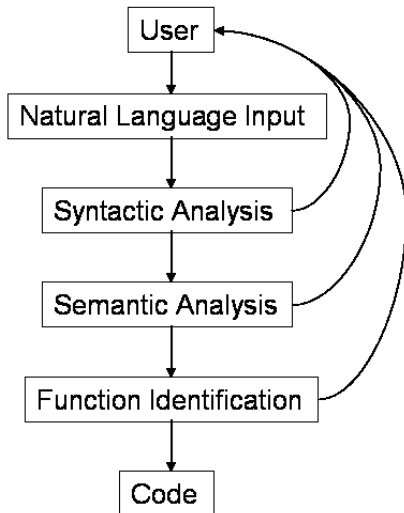 User
Natural Language Input
Syntactic Analysis
Semantic Analysis
Function Identification
Code